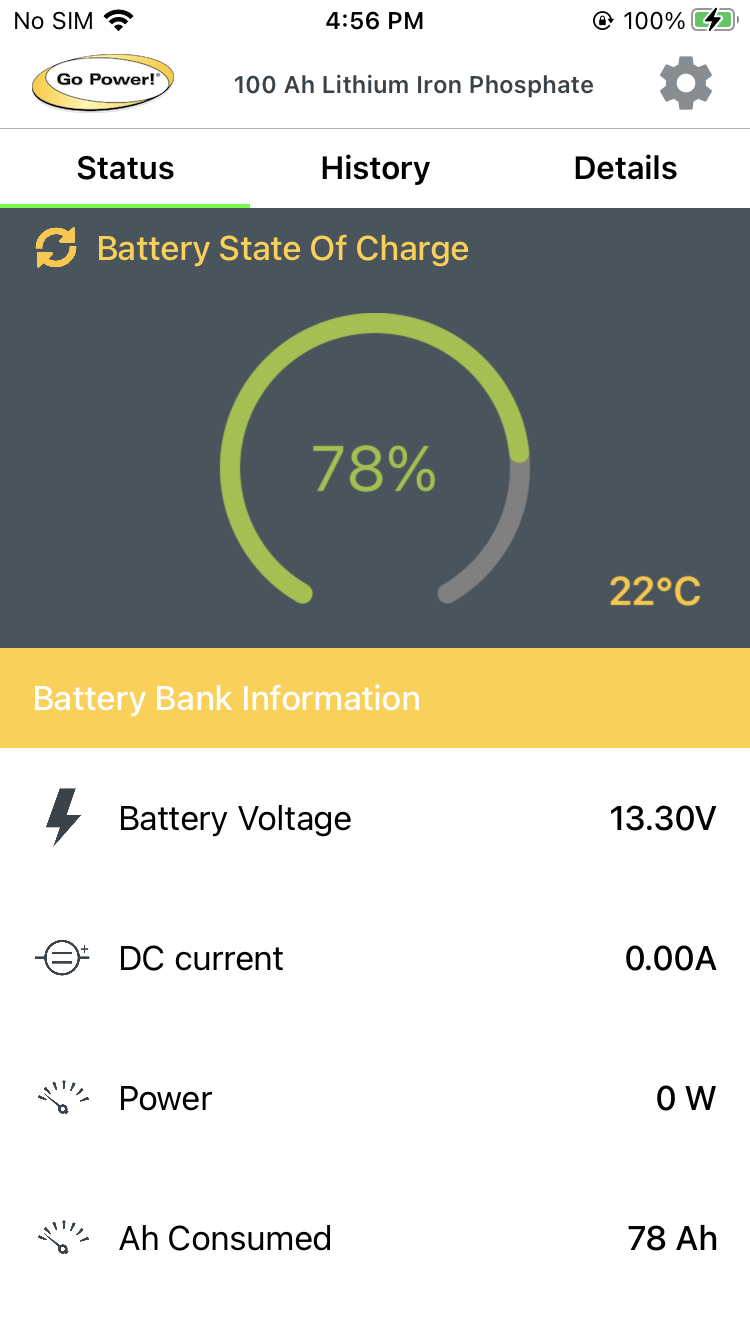 No SIM 4:56 PM 100%
Go Power!® 100 Ah Lithium Iron Phosphate
Status History Details
Battery State Of Charge
78%
22°C
Battery Bank Information
Battery Voltage 13.30V
DC current 0.00A
Power 0 W
Ah Consumed 78 Ah